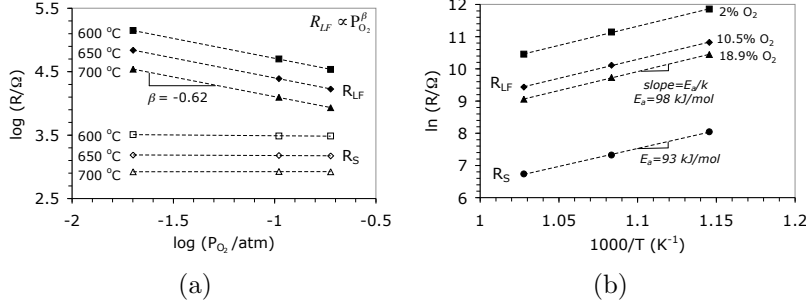 R_LF ∝ P_O₂^β
600 °C
650 °C
700 °C
R_LF
β = -0.62
600 °C
650 °C
700 °C
R_S
5.5
4.5
3.5
2.5
-2
-1.5
-1
-0.5
log (R/Ω)
log (P_O₂/atm)
(a)
2% O₂
10.5% O₂
18.9% O₂
R_LF
slope=E_a/k
E_a=98 kJ/mol
R_S
E_a=93 kJ/mol
12
11
10
9
8
7
6
1
1.05
1.1
1.15
1.2
ln (R/Ω)
1000/T (K⁻¹)
(b)